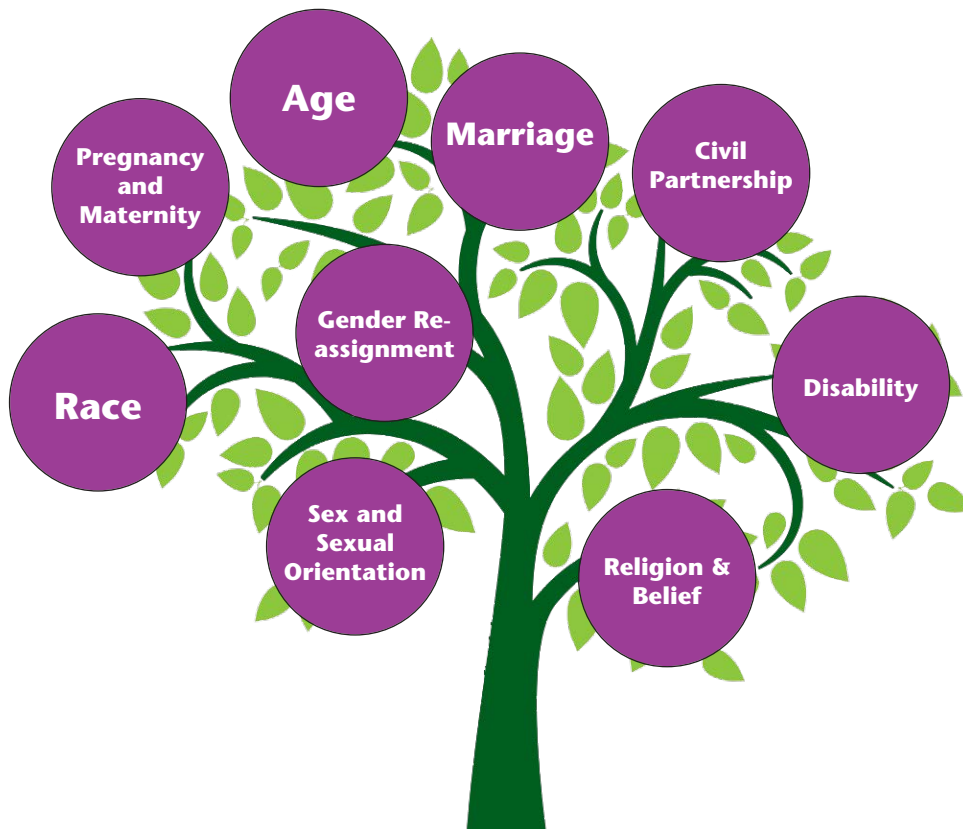 Age
Marriage
Pregnancy
and
Maternity
Civil
Partnership
Gender Re-
assignment
Race
Disability
Sex and
Sexual
Orientation
Religion &
Belief